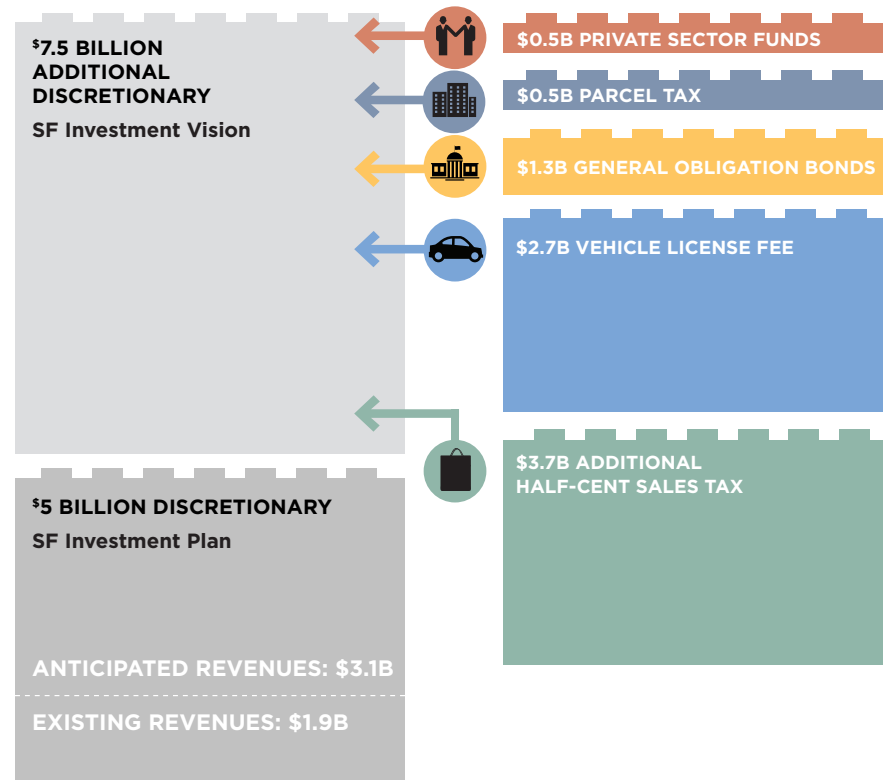 $7.5 BILLION
ADDITIONAL
DISCRETIONARY
SF Investment Vision
$0.5B PRIVATE SECTOR FUNDS
$0.5B PARCEL TAX
$1.3B GENERAL OBLIGATION BONDS
$2.7B VEHICLE LICENSE FEE
$3.7B ADDITIONAL
HALF-CENT SALES TAX
$5 BILLION DISCRETIONARY
SF Investment Plan
ANTICIPATED REVENUES: $3.1B
EXISTING REVENUES: $1.9B